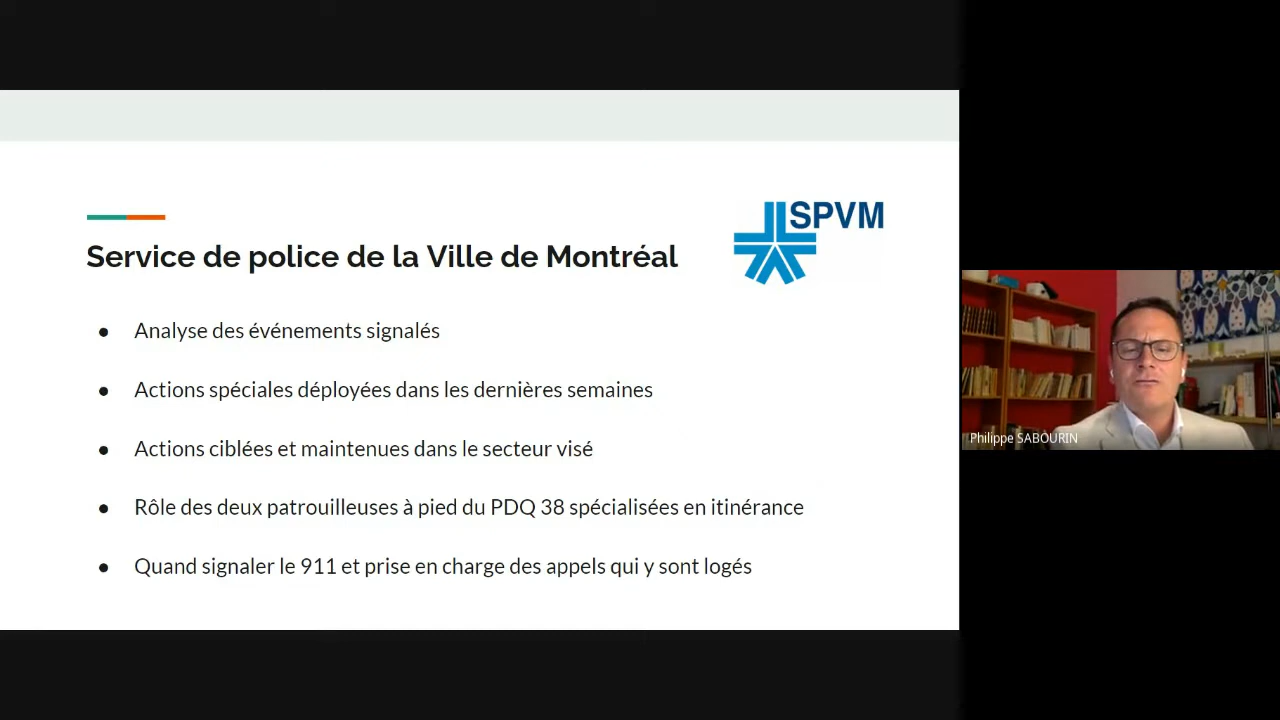 SPVM
Service de police de la Ville de Montréal
● Analyse des événements signalés
● Actions spéciales déployées dans les dernières semaines
● Actions ciblées et maintenues dans le secteur visé
● Rôle des deux patrouilleuses à pied du PDQ 38 spécialisées en itinérance
● Quand signaler le 911 et prise en charge des appels qui y sont logés
Philippe SABOURIN